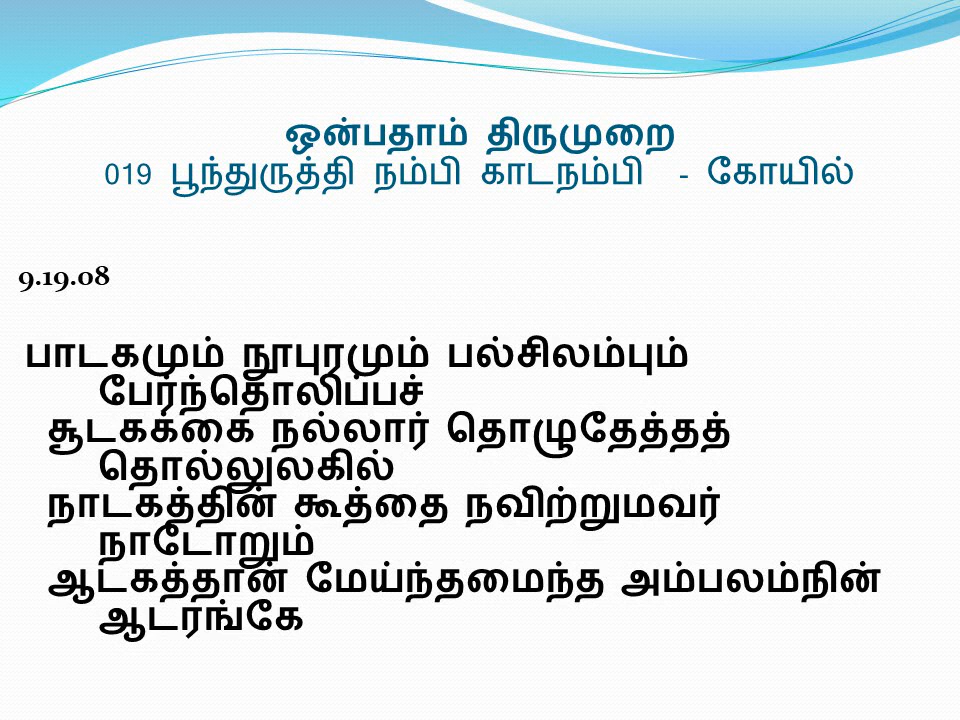 ஒன்பதாம் திருமுறை
019 பூந்துருத்தி நம்பி காடநம்பி - கோயில்
9.19.08
பாடகமும் நூபுரமும் பல்சிலம்பும்
பேர்ந்தொலிப்பச்
சூடகக்கை நல்லார் தொழுதேத்தத்
தொல்லுலகில்
நாடகத்தின் கூத்தை நவிற்றுமவர்
நாடோறும்
ஆடகத்தான் மேய்ந்தமைந்த அம்பலம்நின்
ஆடரங்கே